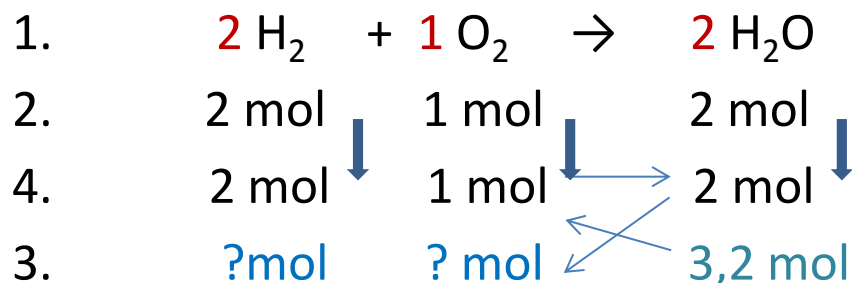 1. 2 H₂ + 1 O₂ → 2 H₂O
2. 2 mol 1 mol 2 mol
4. 2 mol 1 mol 2 mol
3. ?mol ? mol 3,2 mol